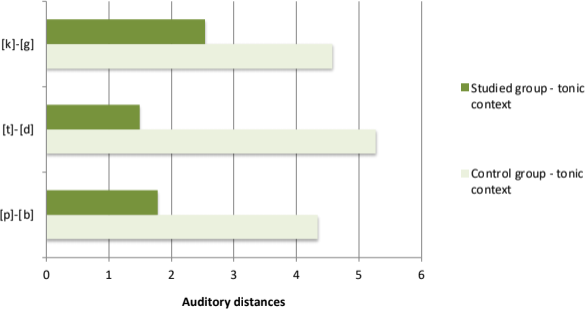 [k]-[g]
[t]-[d]
[p]-[b]
0 1 2 3 4 5 6
Auditory distances
Studied group - tonic
context
Control group - tonic
context